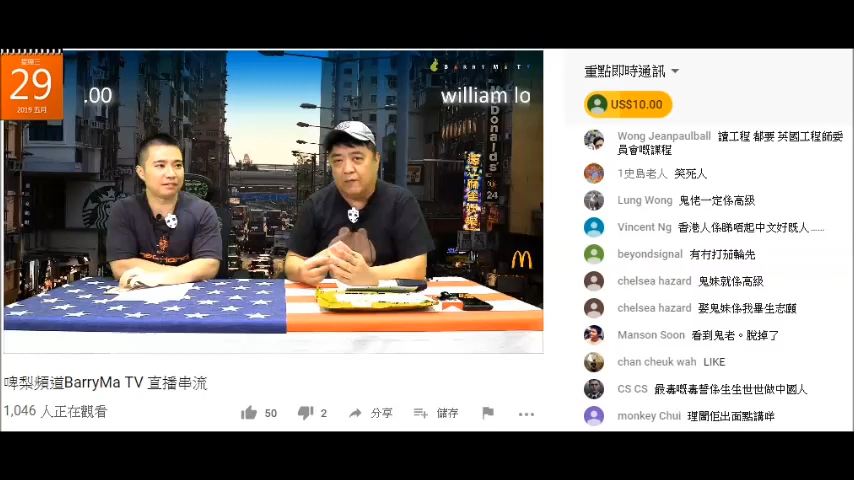 星期三
29
2019 五月
.00
BARRYMA TV
william lo
McDonalds
24
啤梨頻道BarryMa TV 直播串流
1,046 人正在觀看
50
2
分享
儲存
重點即時通訊
US$10.00
Wong Jeanpaulball 讀工程 都要 英國工程師委
員會嘅課程
1史島老人 笑死人
Lung Wong 鬼佬一定係高級
Vincent Ng 香港人係睇唔起中文好既人......
beyondsignal 有冇打茄輪先
chelsea hazard 鬼妹就係高級
chelsea hazard 娶鬼妹係我畢生志願
Manson Soon 看到鬼老。脫掉了
chan cheuk wah LIKE
CS CS 最毒嘅毒誓係生生世世做中國人
monkey Chui 理閣佢出面點講咩